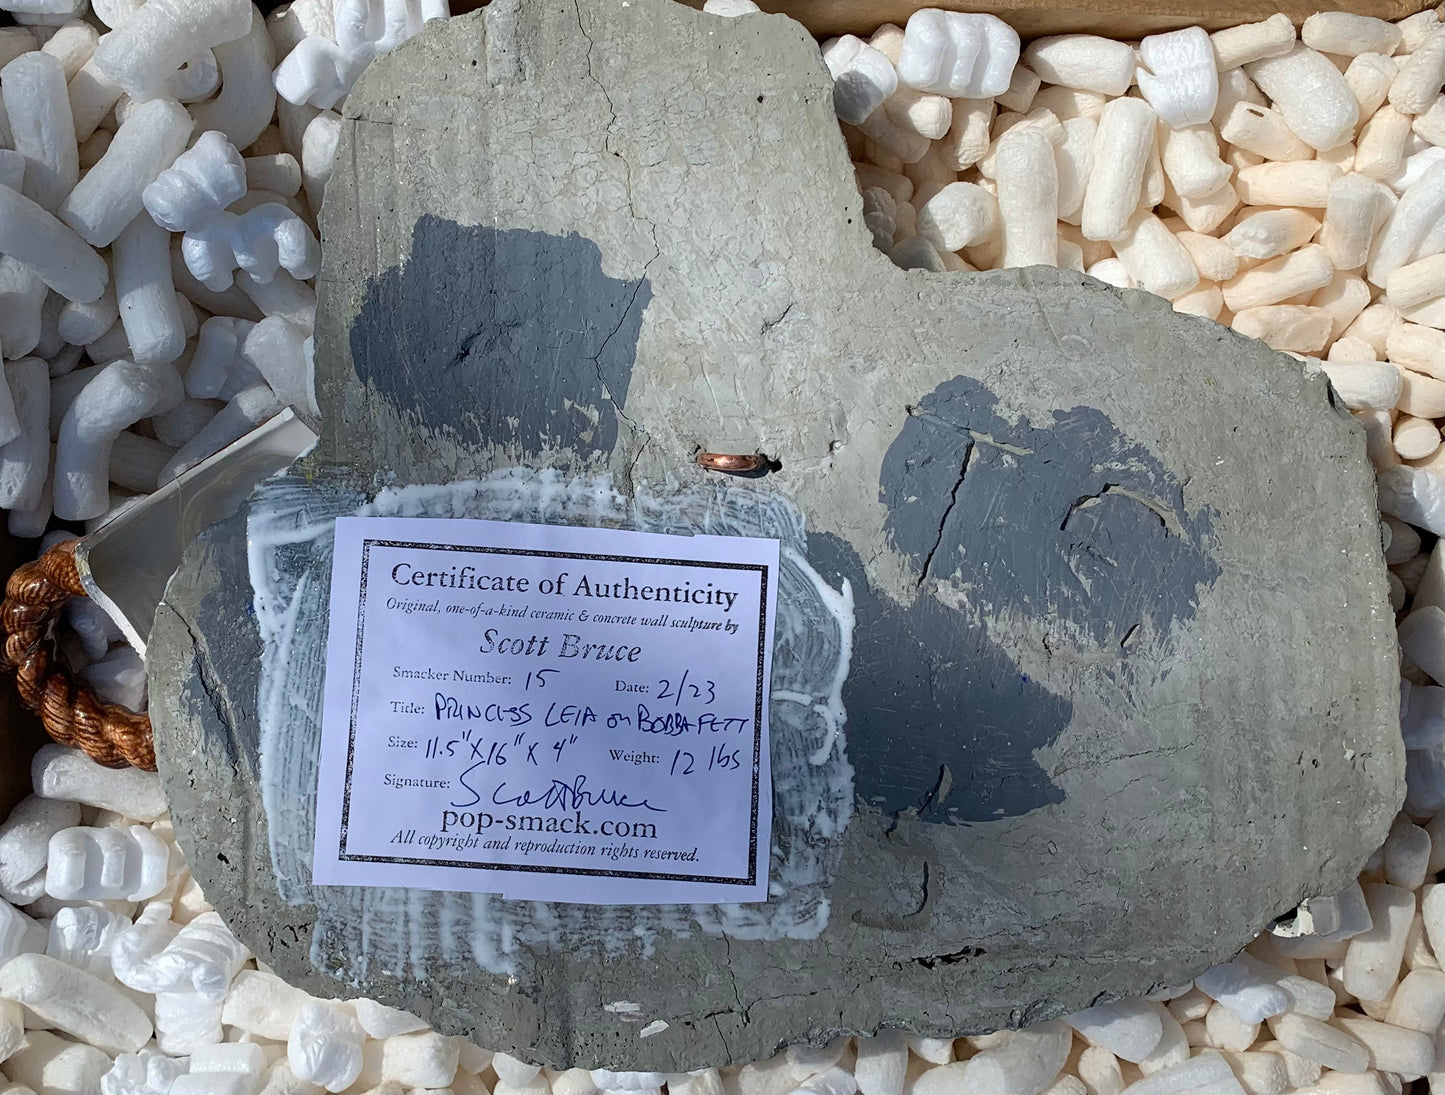 Certificate of Authenticity
Original, one-of-a-kind ceramic & concrete wall sculpture by
Scott Bruce
Smacker Number: 15 Date: 2/23
Title: PRINCESS LEIA on BOBBA FETT
Size: 11.5" X 16" X 4" Weight: 12 lbs
Signature: Scott Bruce
pop-smack.com
All copyright and reproduction rights reserved.